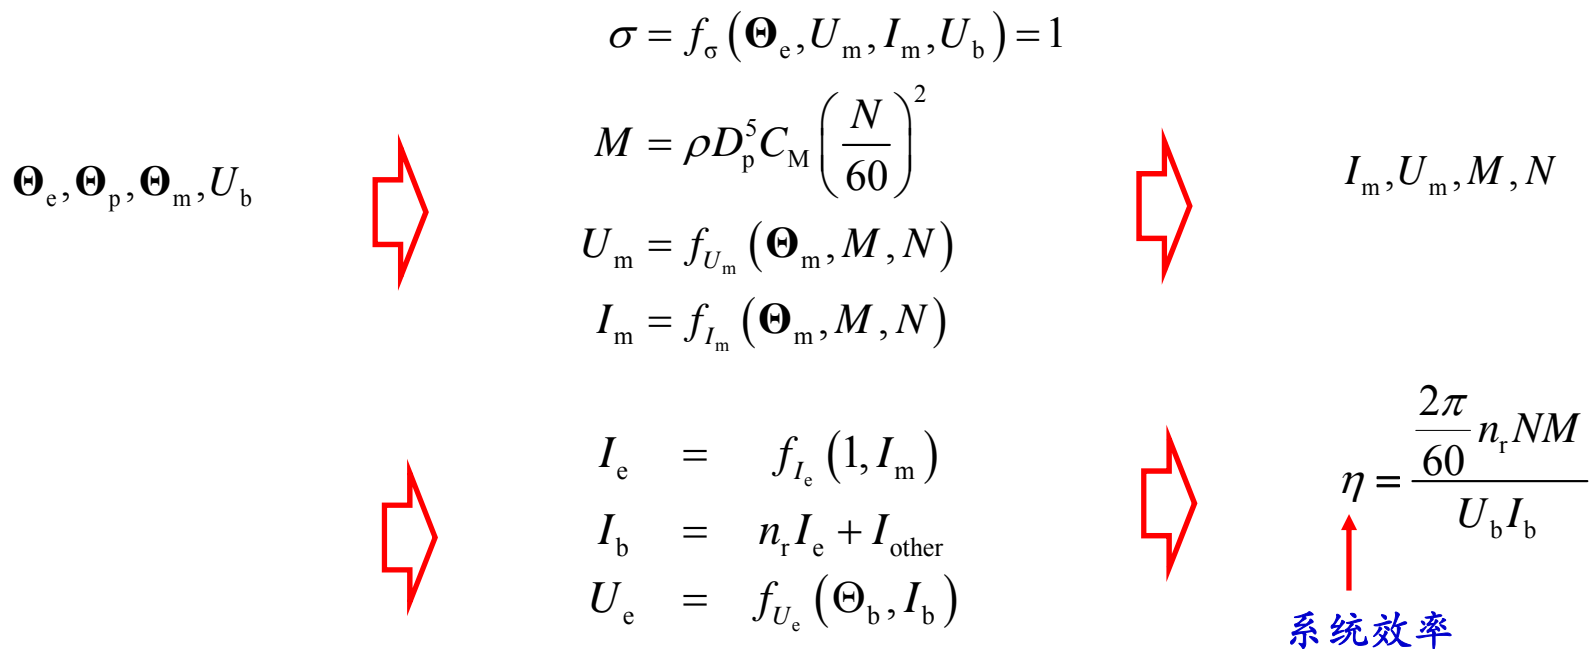 σ = f_σ (Θ_e, U_m, I_m, U_b) = 1
M = ρD_p^5 C_M (N/60)^2
Θ_e, Θ_p, Θ_m, U_b
I_m, U_m, M, N
U_m = f_{U_m} (Θ_m, M, N)
I_m = f_{I_m} (Θ_m, M, N)
I_e = f_{I_e} (1, I_m)
I_b = n_r I_e + I_other
U_e = f_{U_e} (Θ_b, I_b)
η = (2π/60 n_r NM)/(U_b I_b)
系统效率